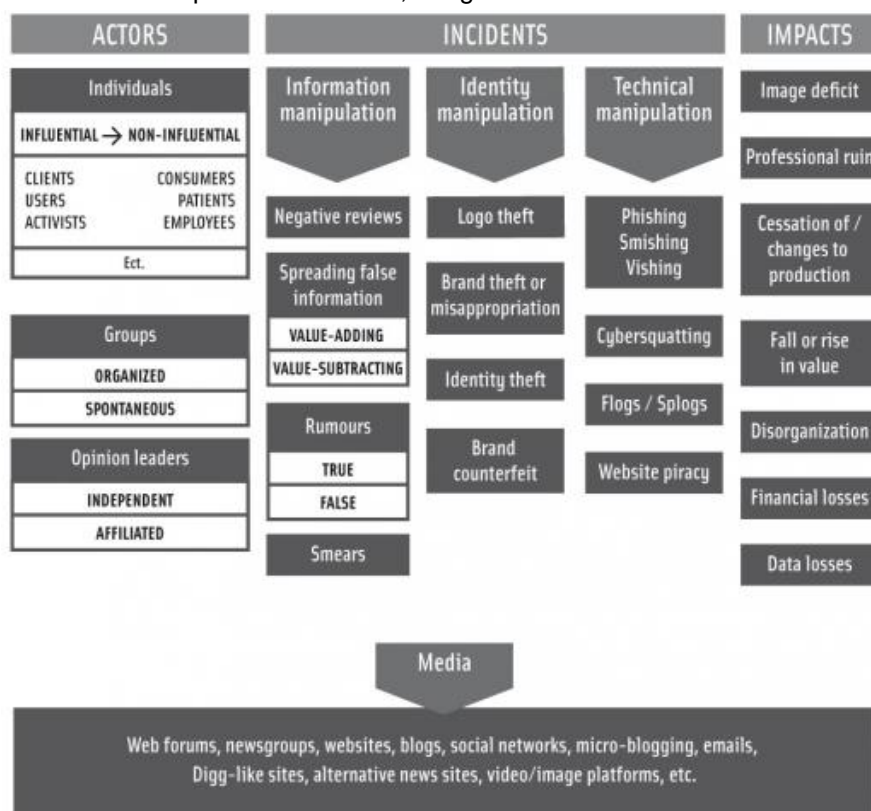 ACTORS
INCIDENTS
IMPACTS
Individuals
INFLUENTIAL → NON-INFLUENTIAL
CLIENTS CONSUMERS
USERS PATIENTS
ACTIVISTS EMPLOYEES
Ect.
Groups
ORGANIZED
SPONTANEOUS
Opinion leaders
INDEPENDENT
AFFILIATED
Information
manipulation
Negative reviews
Spreading false
information
VALUE-ADDING
VALUE-SUBTRACTING
Rumours
TRUE
FALSE
Smears
Identity
manipulation
Logo theft
Brand theft or
misappropriation
Identity theft
Brand
counterfeit
Technical
manipulation
Phishing
Smishing
Vishing
Cybersquatting
Flogs / Splogs
Website piracy
Image deficit
Professional ruin
Cessation of /
changes to
production
Fall or rise
in value
Disorganization
Financial losses
Data losses
Media
Web forums, newsgroups, websites, blogs, social networks, micro-blogging, emails,
Digg-like sites, alternative news sites, video/image platforms, etc.